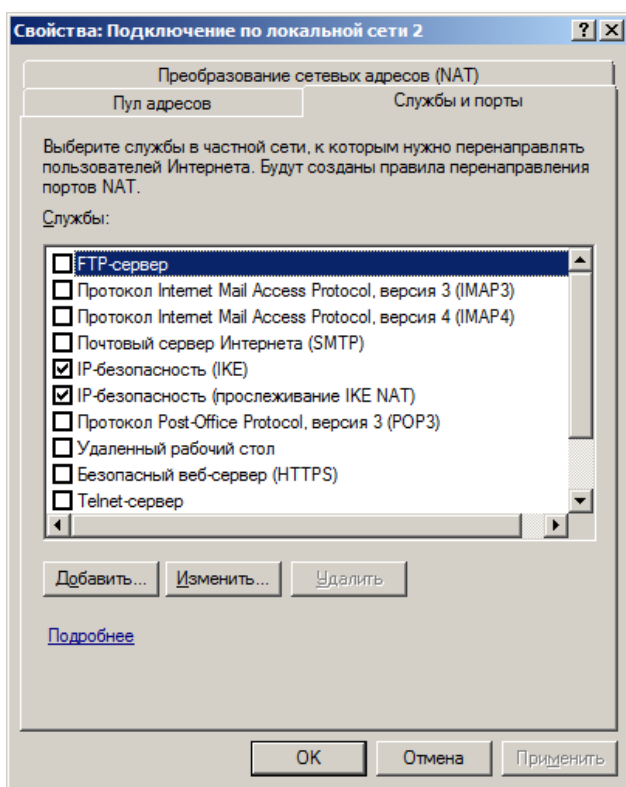 Свойства: Подключение по локальной сети 2
Преобразование сетевых адресов (NAT)
Пул адресов
Службы и порты
Выберите службы в частной сети, к которым нужно перенаправлять
пользователей Интернета. Будут созданы правила перенаправления
портов NAT.
Службы:
FTP-сервер
Протокол Internet Mail Access Protocol, версия 3 (IMAP3)
Протокол Internet Mail Access Protocol, версия 4 (IMAP4)
Почтовый сервер Интернета (SMTP)
IP-безопасность (IKE)
IP-безопасность (прослеживание IKE NAT)
Протокол Post-Office Protocol, версия 3 (POP3)
Удаленный рабочий стол
Безопасный веб-сервер (HTTPS)
Telnet-сервер
Добавить... Изменить... Удалить
Подробнее
OK Отмена Применить